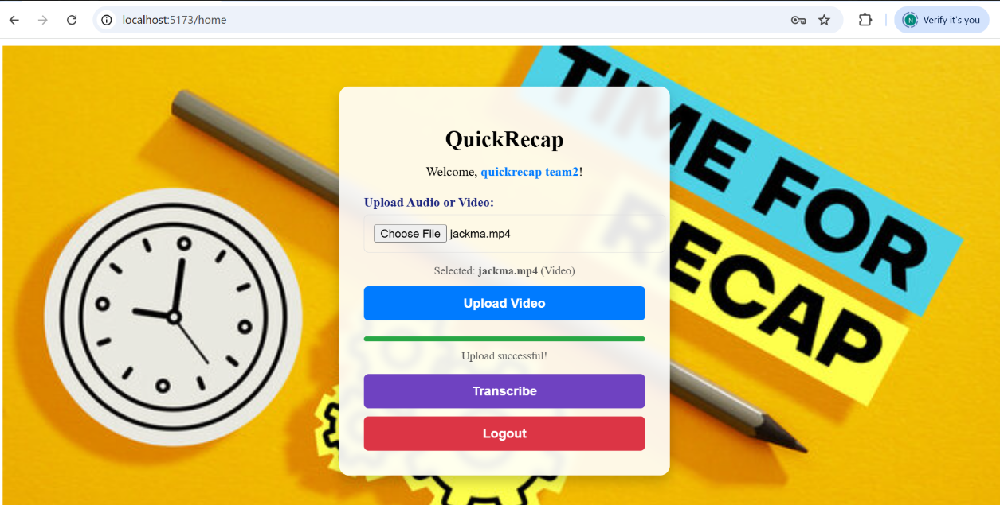 localhost:5173/home
N
Verify it's you
TIME FOR
RECAP
QuickRecap
Welcome, quickrecap team2!
Upload Audio or Video:
Choose File jackma.mp4
Selected: jackma.mp4 (Video)
Upload Video
Upload successful!
Transcribe
Logout